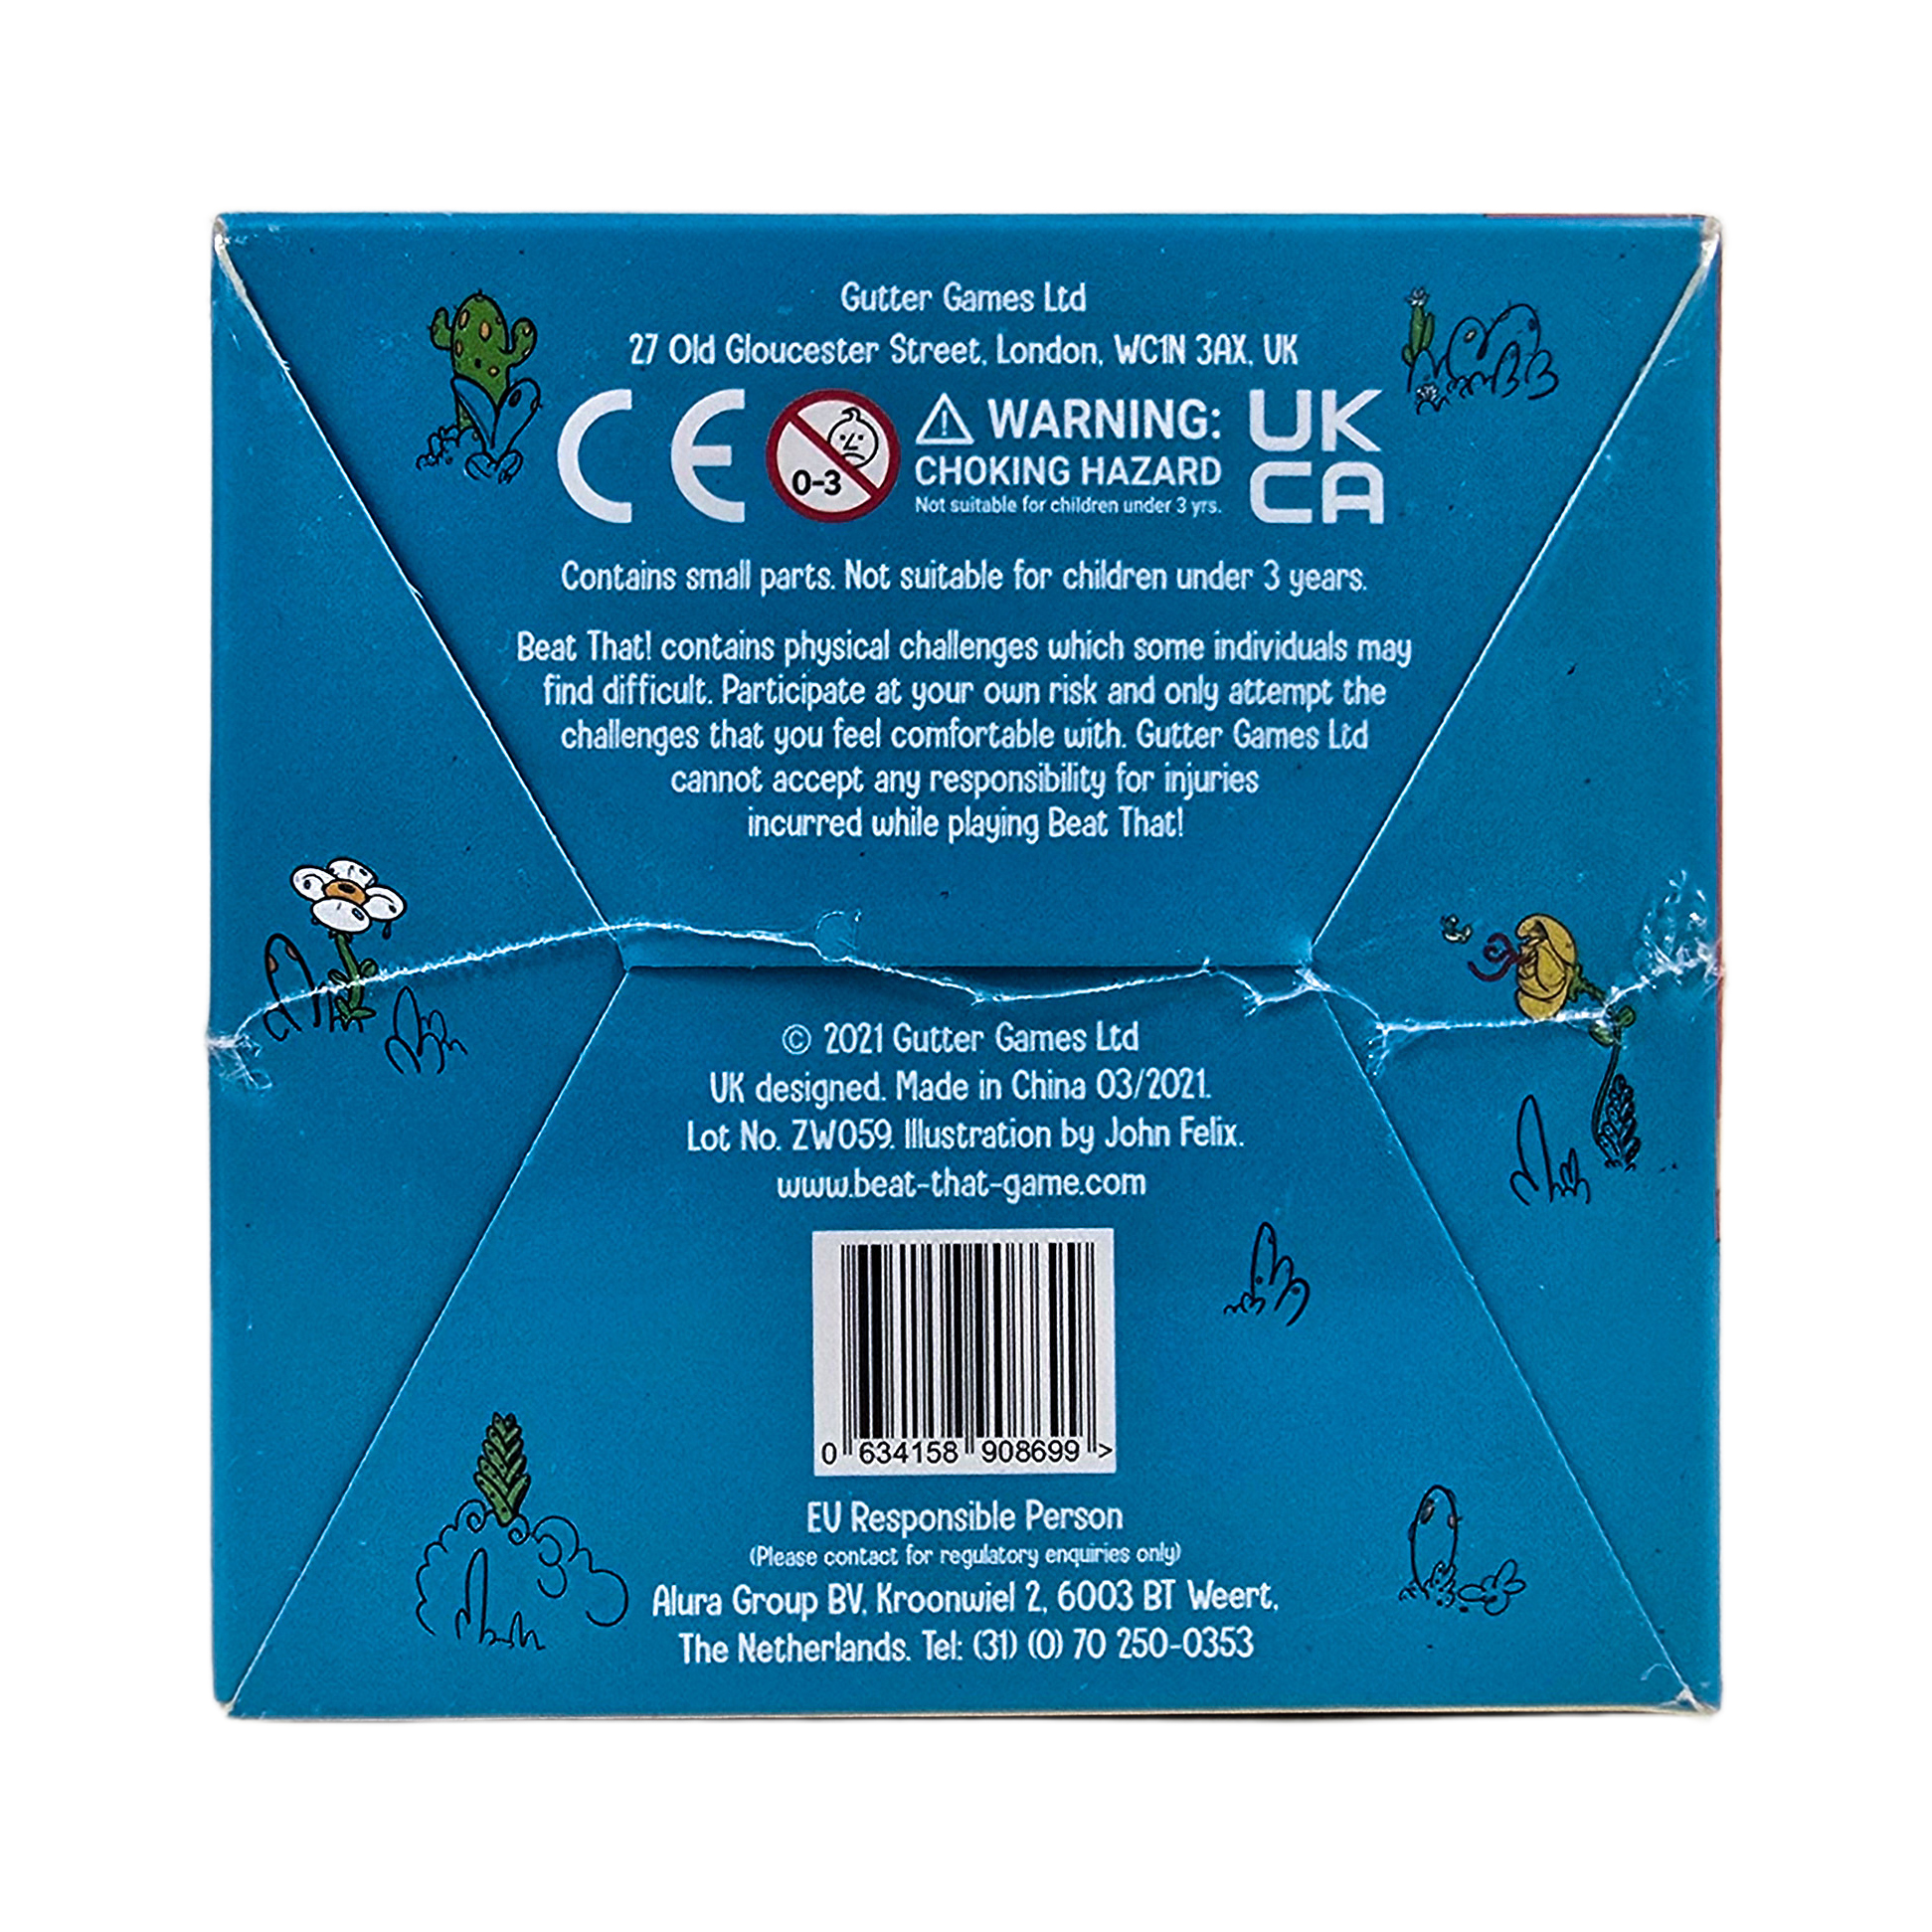 Gutter Games Ltd
27 Old Gloucester Street, London, WC1N 3AX, UK
CE
0-3
⚠ WARNING:
CHOKING HAZARD
Not suitable for children under 3 yrs.
UK
CA
Contains small parts. Not suitable for children under 3 years.
Beat That! contains physical challenges which some individuals may
find difficult. Participate at your own risk and only attempt the
challenges that you feel comfortable with. Gutter Games Ltd
cannot accept any responsibility for injuries
incurred while playing Beat That!
© 2021 Gutter Games Ltd
UK designed. Made in China 03/2021.
Lot No. ZW059. Illustration by John Felix.
www.beat-that-game.com
0 634158 908699 >
EU Responsible Person
(Please contact for regulatory enquiries only)
Alura Group BV, Kroonwiel 2, 6003 BT Weert,
The Netherlands. Tel: (31) (0) 70 250-0353